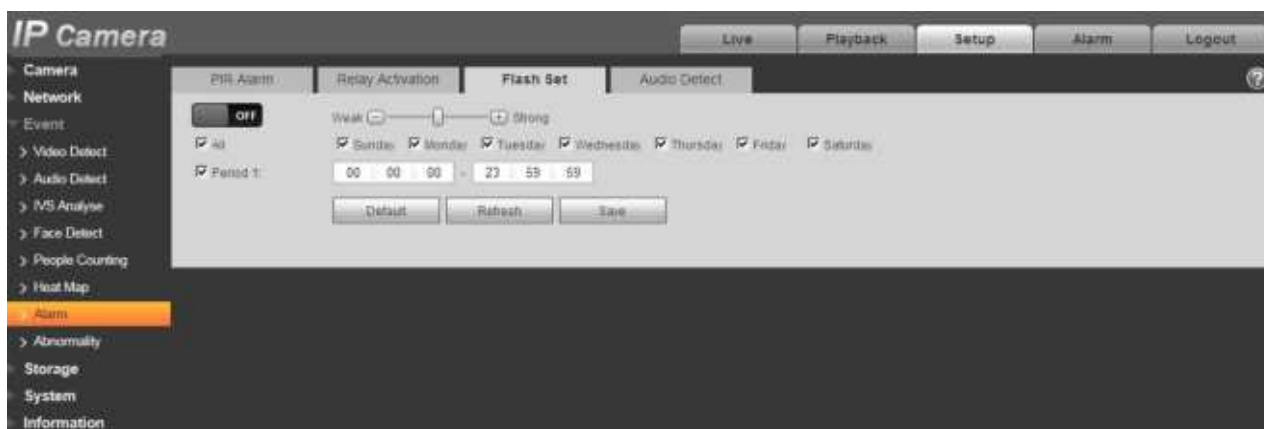 IP Camera
Live Playback Setup Alarm Logout
Camera
Network
Event
Video Detect
Audio Detect
IVS Analyse
Face Detect
People Counting
Heat Map
Alarm
Abnormality
Storage
System
Information
PIR Alarm Relay Activation Flash Set Audio Detect
OFF Weak Strong
All Sunday Monday Tuesday Wednesday Thursday Friday Saturday
Period 1: 00 : 00 : 00 - 23 : 59 : 59
Default Refresh Save